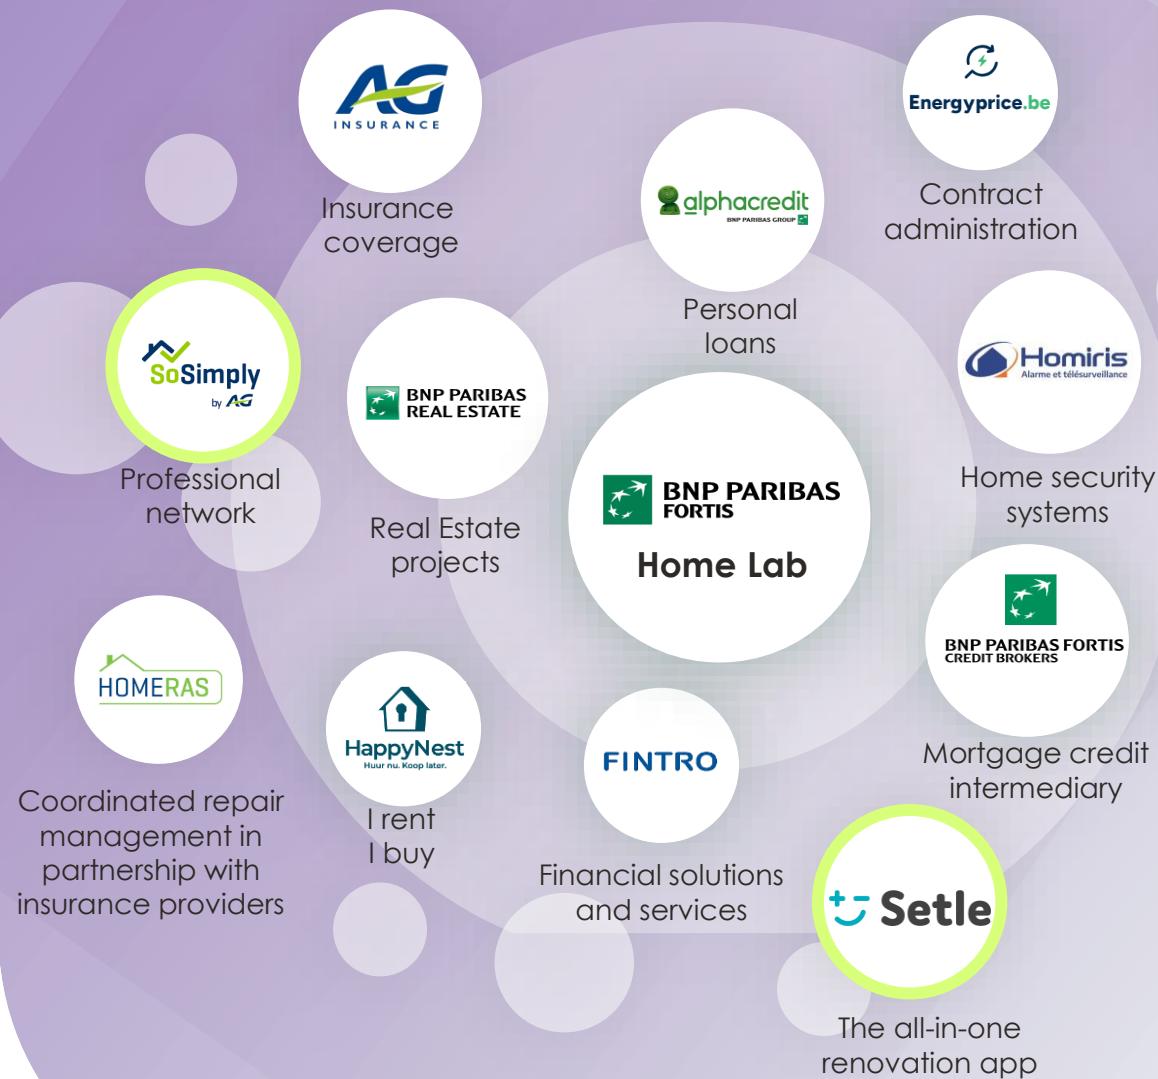 AG
INSURANCE
Insurance
coverage
Energyprice.be
Contract
administration
alphacredit
BNP PARIBAS GROUP
Personal
loans
SoSimply
by AG
Professional
network
BNP PARIBAS
REAL ESTATE
Real Estate
projects
Homiris
Alarme et télésurveillance
Home security
systems
BNP PARIBAS
FORTIS
Home Lab
BNP PARIBAS FORTIS
CREDIT BROKERS
Mortgage credit
intermediary
HOMERAS
Coordinated repair
management in
partnership with
insurance providers
HappyNest
Huur nu. Koop later.
I rent
I buy
FINTRO
Financial solutions
and services
Setle
The all-in-one
renovation app